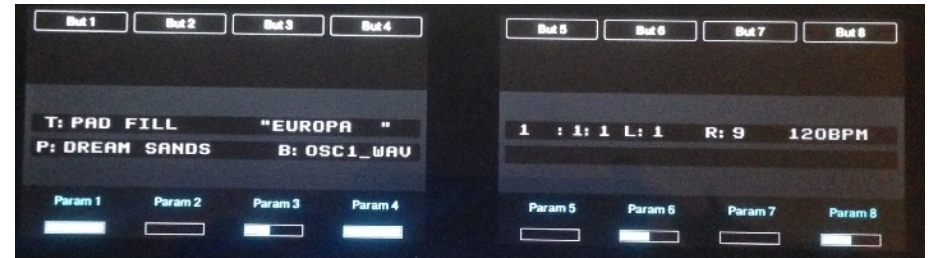 But 1 But 2 But 3 But 4 But 5 But 6 But 7 But 8
T: PAD FILL "EUROPA " 1 : 1: 1 L: 1 R: 9 120BPM
P: DREAM SANDS B: OSC1_WAV
Param 1 Param 2 Param 3 Param 4 Param 5 Param 6 Param 7 Param 8